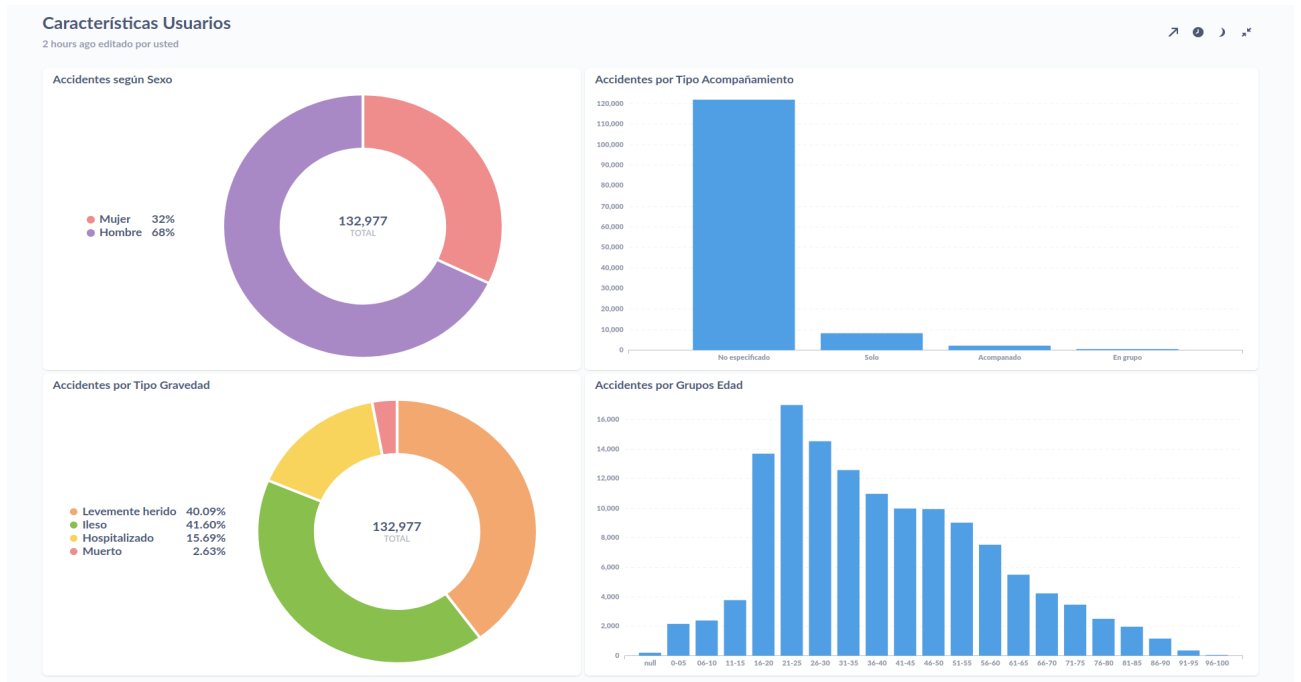 Características Usuarios
2 hours ago editado por usted
Accidentes según Sexo
Mujer 32%
Hombre 68%
132,977
TOTAL
Accidentes por Tipo Acompañamiento
120,000
110,000
100,000
90,000
80,000
70,000
60,000
50,000
40,000
30,000
20,000
10,000
0
No especificado Solo Acompanado En grupo
Accidentes por Tipo Gravedad
Levemente herido 40.09%
Ileso 41.60%
Hospitalizado 15.69%
Muerto 2.63%
132,977
TOTAL
Accidentes por Grupos Edad
16,000
14,000
12,000
10,000
8,000
6,000
4,000
2,000
0
null 0-05 06-10 11-15 16-20 21-25 26-30 31-35 36-40 41-45 46-50 51-55 56-60 61-65 66-70 71-75 76-80 81-85 86-90 91-95 96-100